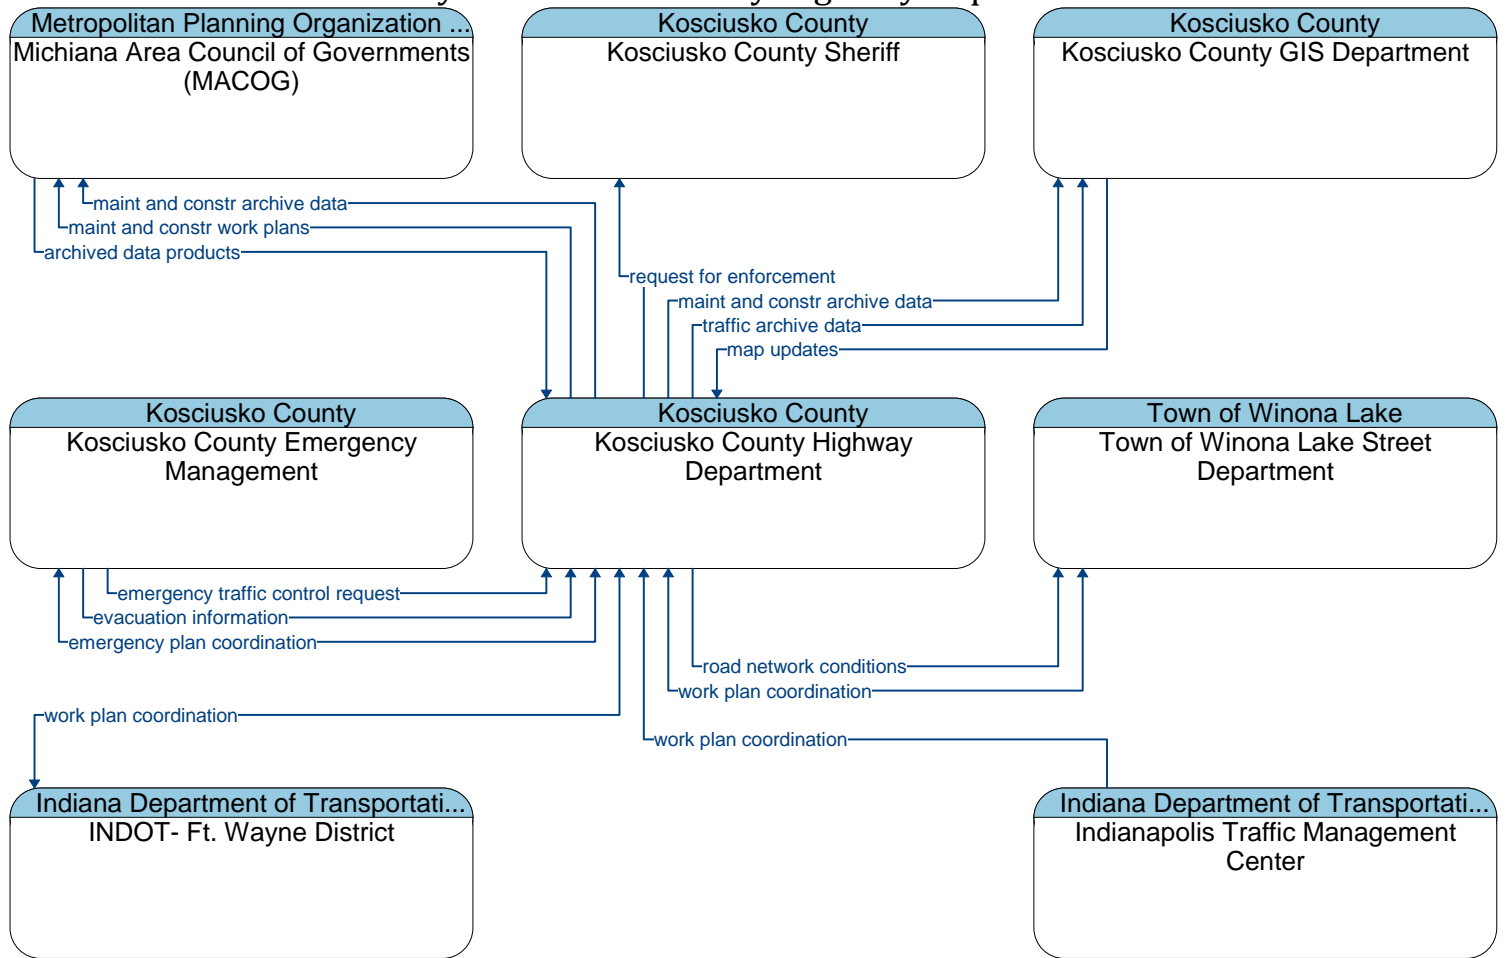 Metropolitan Planning Organization ...
Michiana Area Council of Governments
(MACOG)
Kosciusko County
Kosciusko County Sheriff
Kosciusko County
Kosciusko County GIS Department
maint and constr archive data
maint and constr work plans
archived data products
request for enforcement
maint and constr archive data
traffic archive data
map updates
Kosciusko County
Kosciusko County Emergency
Management
Kosciusko County
Kosciusko County Highway
Department
Town of Winona Lake
Town of Winona Lake Street
Department
emergency traffic control request
evacuation information
emergency plan coordination
road network conditions
work plan coordination
work plan coordination
work plan coordination
Indiana Department of Transportati...
INDOT- Ft. Wayne District
Indiana Department of Transportati...
Indianapolis Traffic Management
Center